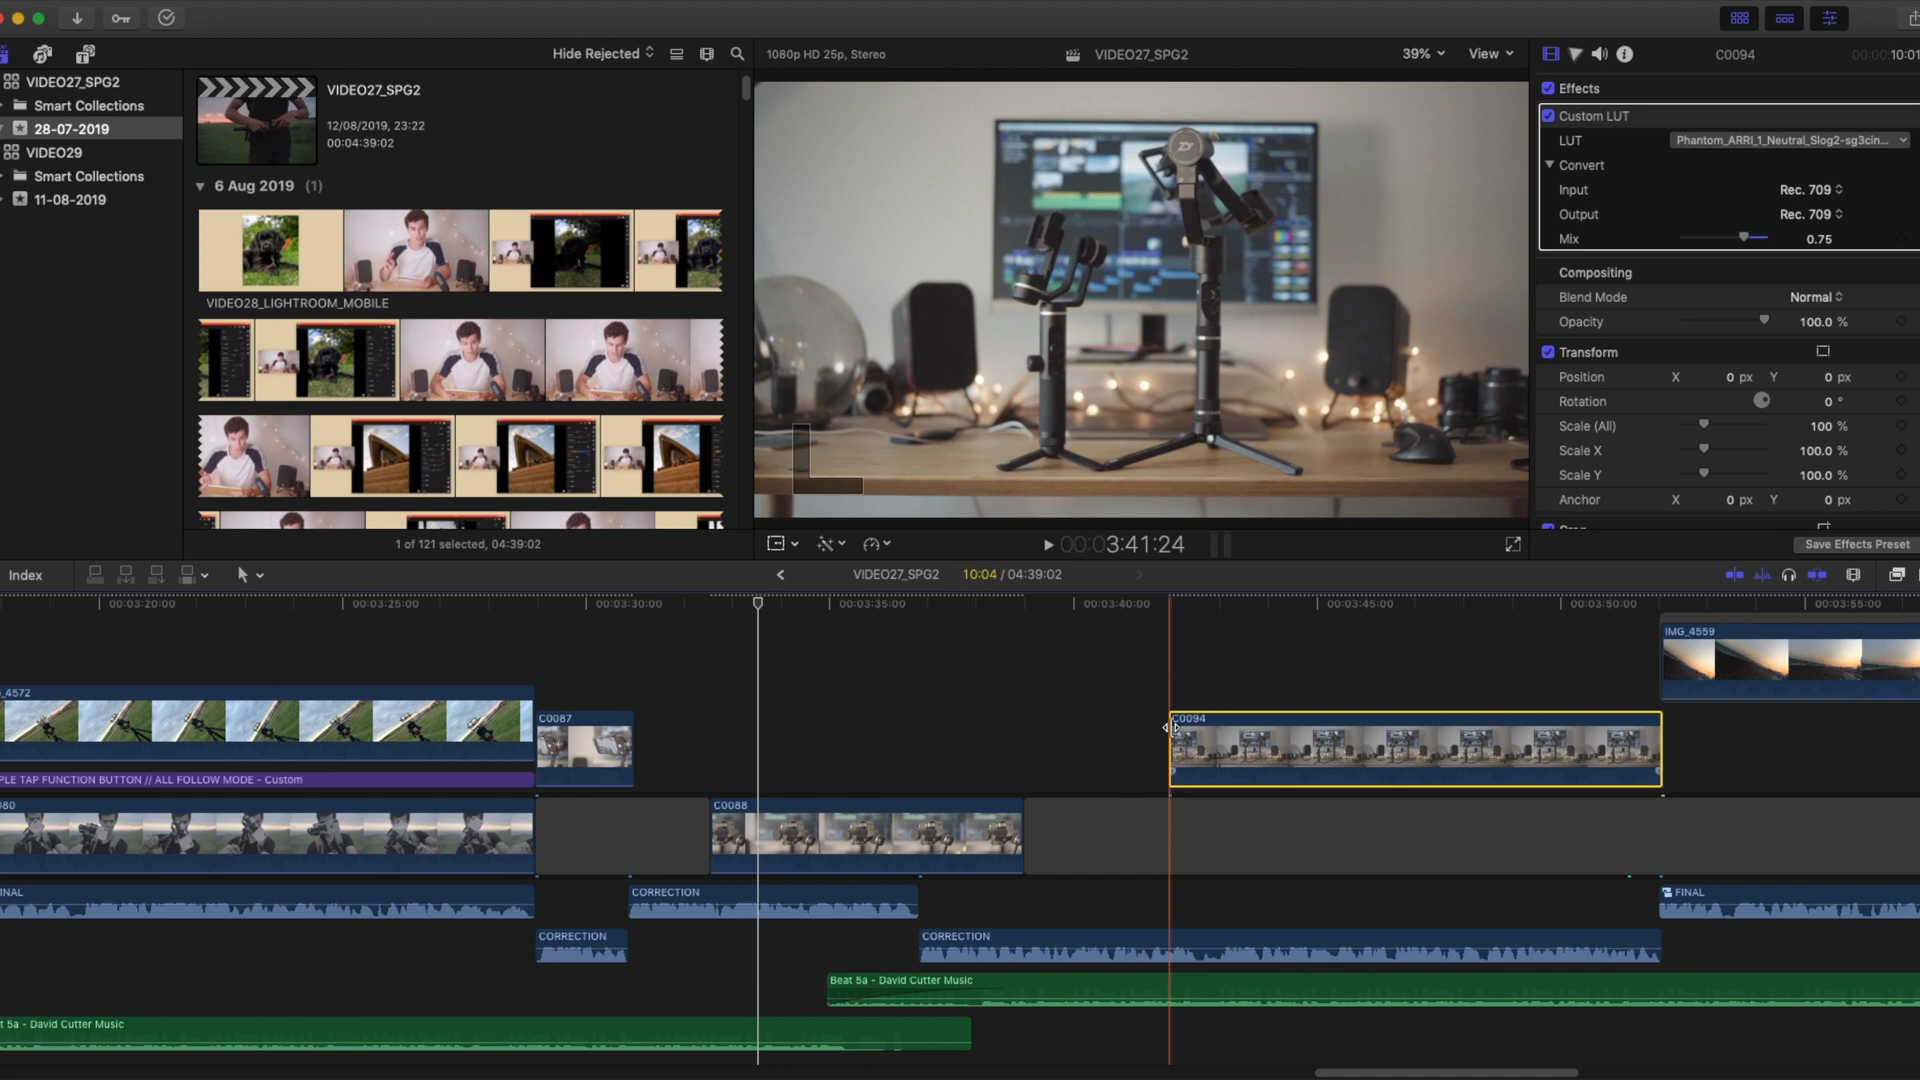 Hide Rejected
1080p HD 25p, Stereo
VIDEO27_SPG2
39%
View
C0094
00:00:10:01
VIDEO27_SPG2
Smart Collections
28-07-2019
VIDEO29
Smart Collections
11-08-2019
VIDEO27_SPG2
12/08/2019, 23:22
00:04:39:02
6 Aug 2019 (1)
VIDEO28_LIGHTROOM_MOBILE
1 of 121 selected, 04:39:02
Effects
Custom LUT
LUT Phantom_ARRI_1_Neutral_Slog2-sg3cin...
Convert
Input Rec. 709
Output Rec. 709
Mix 0.75
Compositing
Blend Mode Normal
Opacity 100.0 %
Transform
Position X 0 px Y 0 px
Rotation 0 °
Scale (All) 100 %
Scale X 100.0 %
Scale Y 100.0 %
Anchor X 0 px Y 0 px
Save Effects Preset
00:03:41:24
Index
VIDEO27_SPG2 10:04 / 04:39:02
00:03:20:00
00:03:25:00
00:03:30:00
00:03:35:00
00:03:40:00
00:03:45:00
00:03:50:00
00:03:55:00
IMG_4559
_4572
C0087
C0094
PLE TAP FUNCTION BUTTON // ALL FOLLOW MODE - Custom
080
C0088
INAL
CORRECTION
FINAL
CORRECTION
CORRECTION
Beat 5a - David Cutter Music
t 5a - David Cutter Music